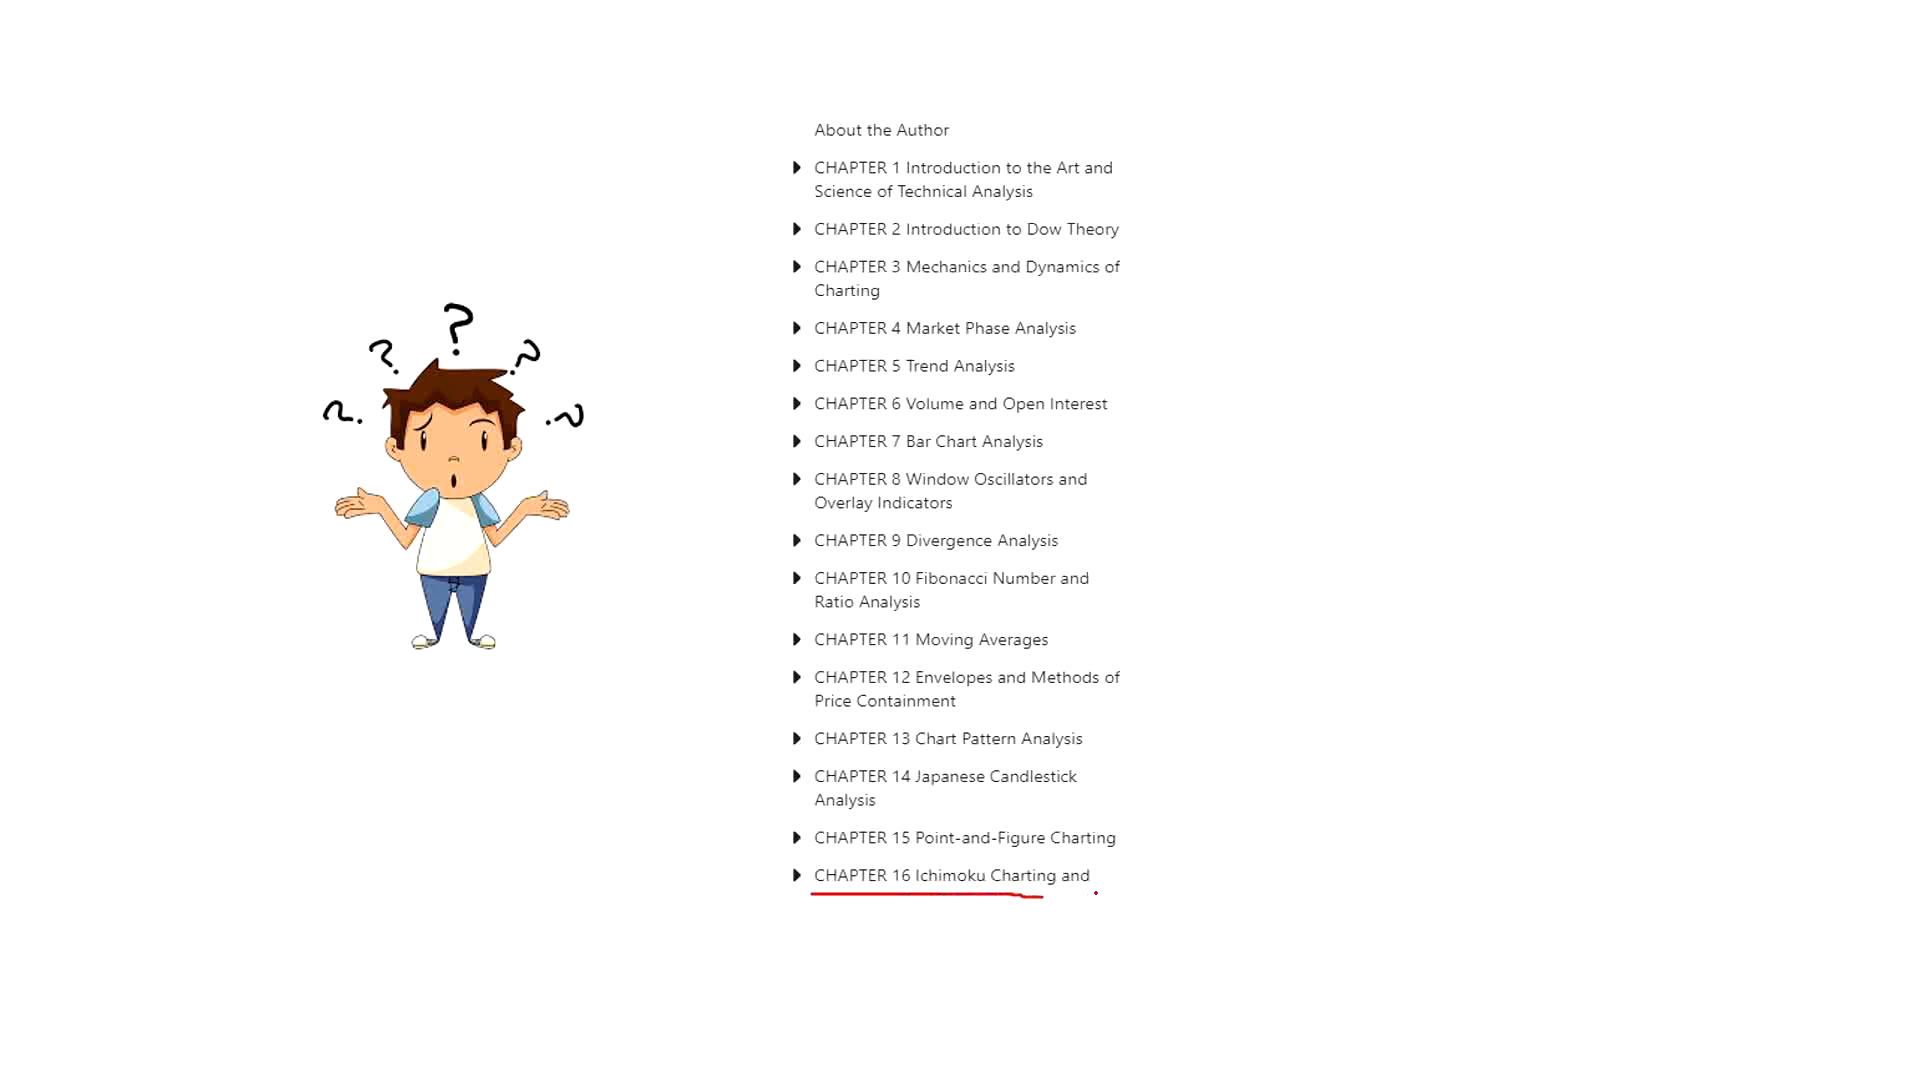 ?
?
?
?
?
About the Author
CHAPTER 1 Introduction to the Art and
Science of Technical Analysis
CHAPTER 2 Introduction to Dow Theory
CHAPTER 3 Mechanics and Dynamics of
Charting
CHAPTER 4 Market Phase Analysis
CHAPTER 5 Trend Analysis
CHAPTER 6 Volume and Open Interest
CHAPTER 7 Bar Chart Analysis
CHAPTER 8 Window Oscillators and
Overlay Indicators
CHAPTER 9 Divergence Analysis
CHAPTER 10 Fibonacci Number and
Ratio Analysis
CHAPTER 11 Moving Averages
CHAPTER 12 Envelopes and Methods of
Price Containment
CHAPTER 13 Chart Pattern Analysis
CHAPTER 14 Japanese Candlestick
Analysis
CHAPTER 15 Point-and-Figure Charting
CHAPTER 16 Ichimoku Charting and